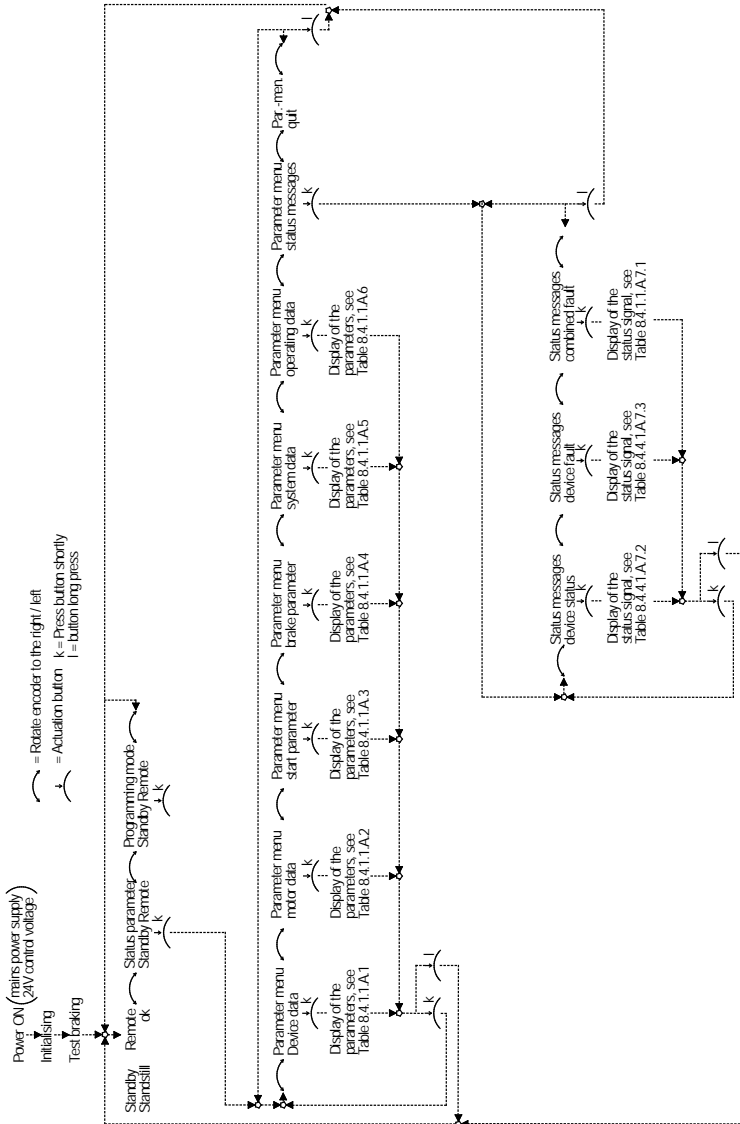 Power ON (mains power supply)
24V control voltage
Initialising
Test braking
= Rotate encoder to the right / left
= Actuation button k = Press button shortly
l = button long press
Standby
Standstill
Remote
ok
Status parameter
Standby Remote
k
Programming mode
Standby Remote
k
Parameter menu
Device data
k
Display of the
parameters, see
Table 8.4.1.1.A.1
Parameter menu
motor data
k
Display of the
parameters, see
Table 8.4.1.1.A.2
Parameter menu
start parameter
k
Display of the
parameters, see
Table 8.4.1.1.A.3
Parameter menu
brake parameter
k
Display of the
parameters, see
Table 8.4.1.1.A.4
Parameter menu
system data
k
Display of the
parameters, see
Table 8.4.1.1.A.5
Parameter menu
operating data
k
Display of the
parameters, see
Table 8.4.1.1.A.6
Parameter menu
status messages
k
Par.-men.
quit
l
k
l
Status messages
device status
k
Display of the
status signal, see
Table 8.4.4.1.A.7.2
Status messages
device fault
k
Display of the
status signal, see
Table 8.4.4.1.A.7.3
Status messages
combined fault
k
Display of the
status signal, see
Table 8.4.1.1.A.7.1
l
k
l